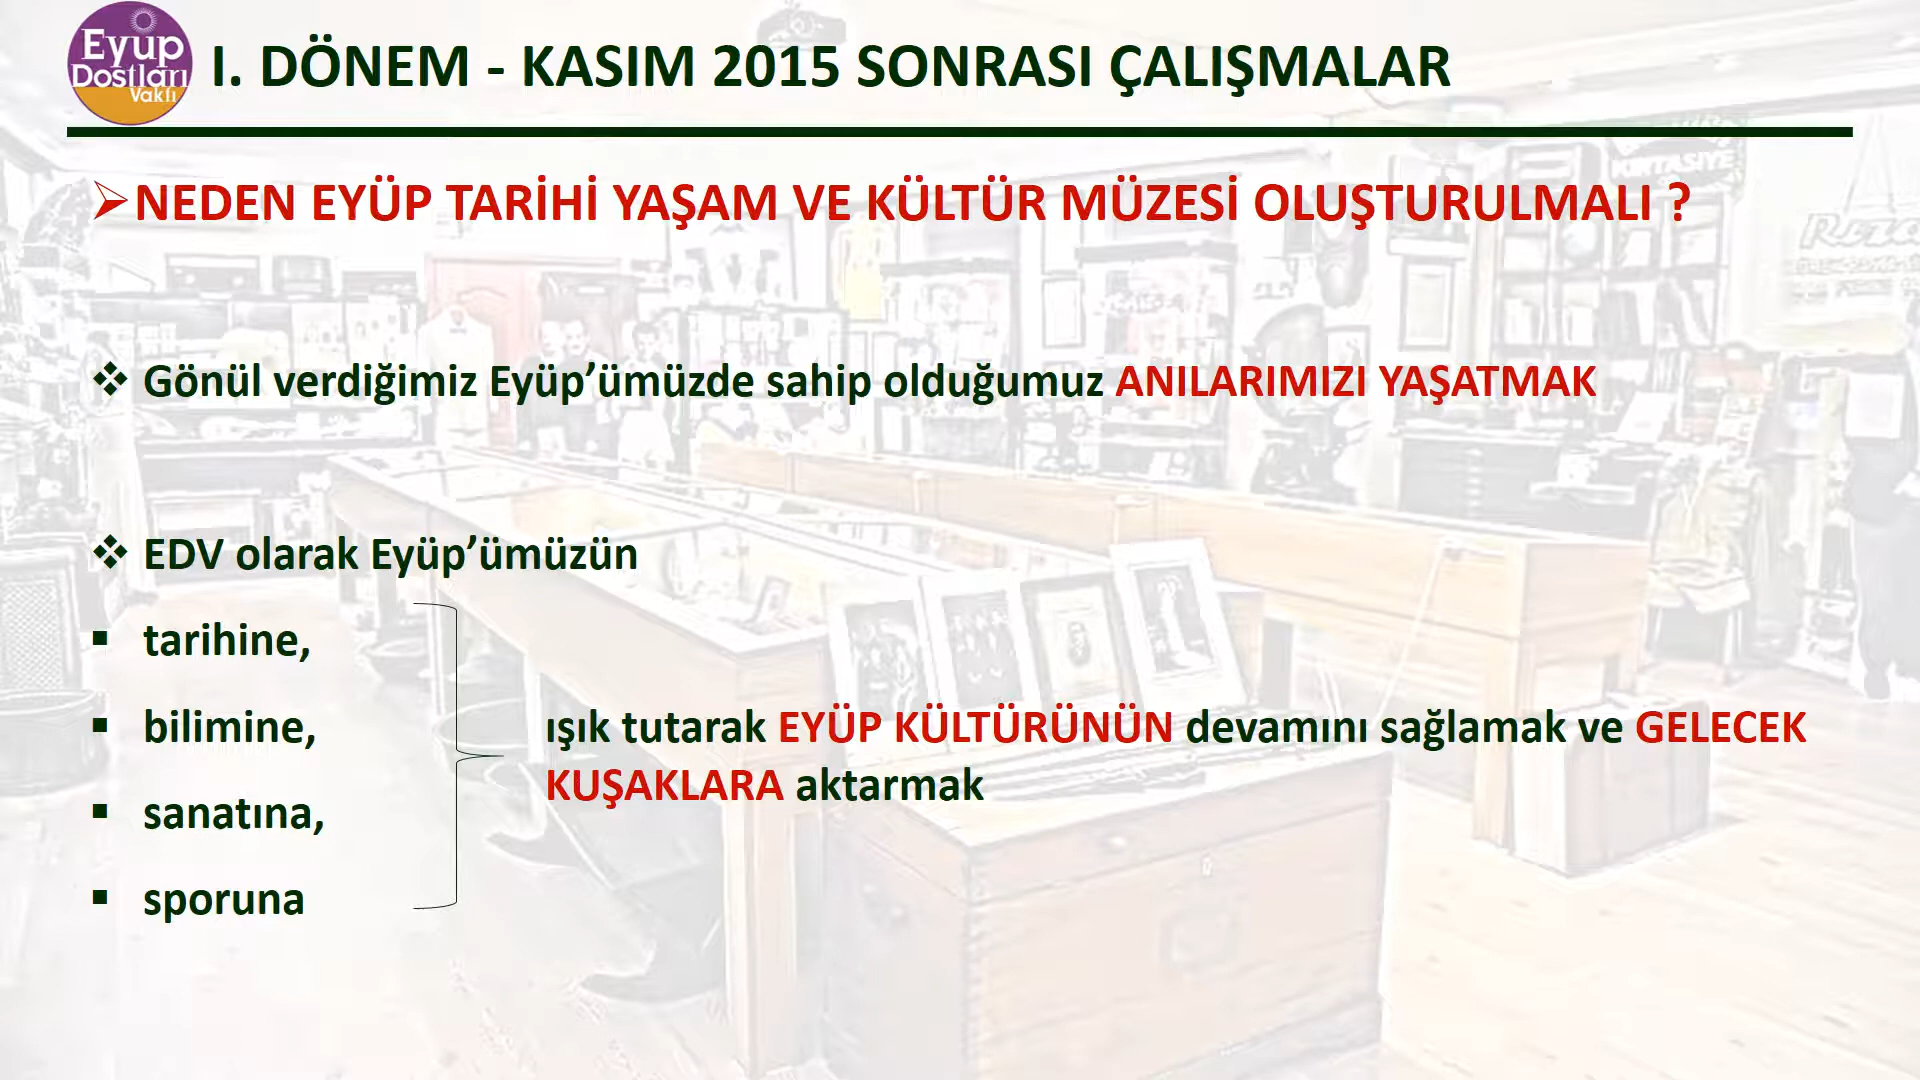 Eyüp
Dostları
Vakfı
I. DÖNEM - KASIM 2015 SONRASI ÇALIŞMALAR
NEDEN EYÜP TARİHİ YAŞAM VE KÜLTÜR MÜZESİ OLUŞTURULMALI ?
Gönül verdiğimiz Eyüp’ümüzde sahip olduğumuz ANILARIMIZI YAŞATMAK
EDV olarak Eyüp’ümüzün
tarihine,
bilimine,
sanatına,
sporuna
ışık tutarak EYÜP KÜLTÜRÜNÜN devamını sağlamak ve GELECEK
KUŞAKLARA aktarmak
KIRTASİYE